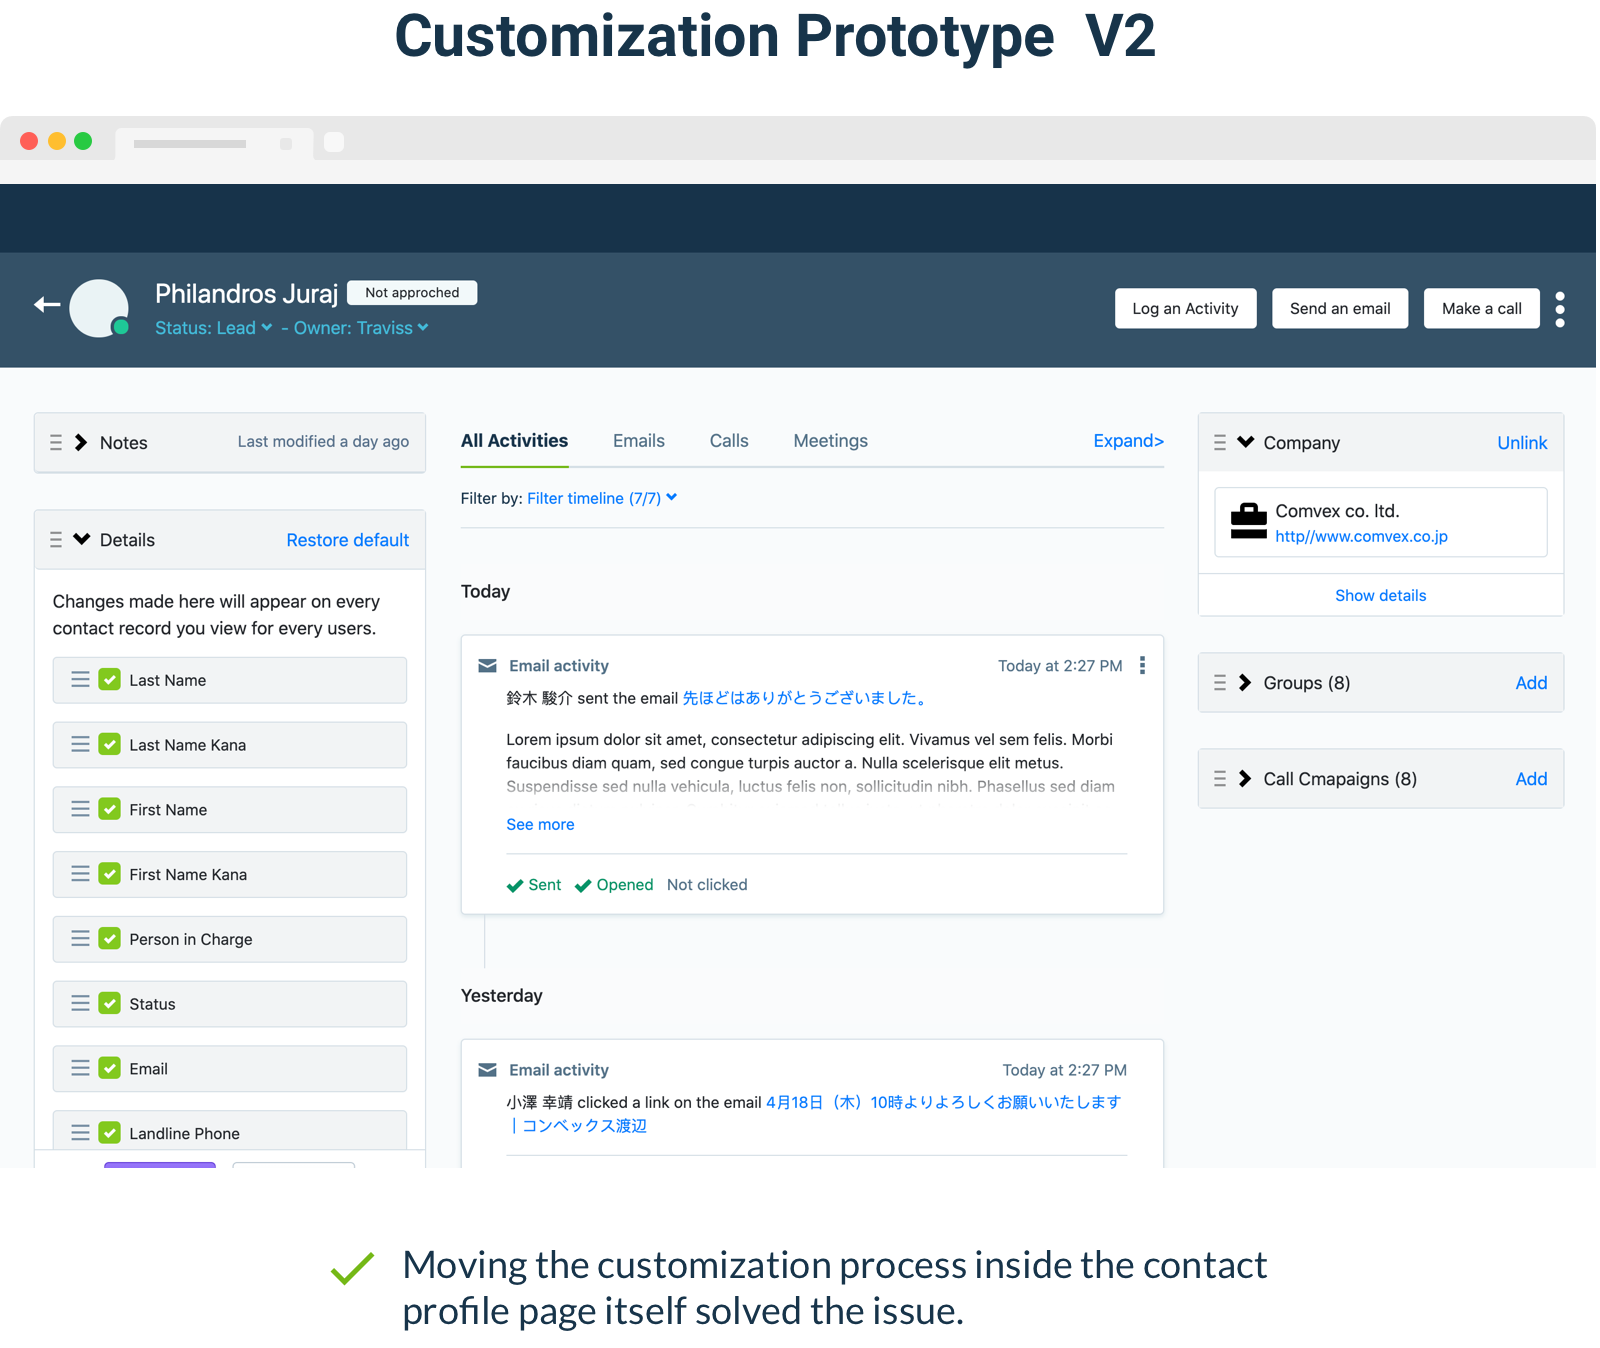 Customization Prototype V2
Philandros Juraj
Not approched
Status: Lead - Owner: Traviss
Log an Activity
Send an email
Make a call
Notes
Last modified a day ago
Details
Restore default
Changes made here will appear on every
contact record you view for every users.
Last Name
Last Name Kana
First Name
First Name Kana
Person in Charge
Status
Email
Landline Phone
All Activities
Emails
Calls
Meetings
Expand>
Filter by: Filter timeline (7/7)
Today
Email activity
Today at 2:27 PM
鈴木 駿介 sent the email 先ほどはありがとうございました。
Lorem ipsum dolor sit amet, consectetur adipiscing elit. Vivamus vel sem felis. Morbi
faucibus diam quam, sed congue turpis auctor a. Nulla scelerisque elit metus.
Suspendisse sed nulla vehicula, luctus felis non, sollicitudin nibh. Phasellus sed diam
See more
Sent
Opened
Not clicked
Yesterday
Email activity
Today at 2:27 PM
小澤 幸靖 clicked a link on the email 4月18日（木）10時よりよろしくお願いいたします
｜コンベックス渡辺
Company
Unlink
Comvex co. ltd.
http//www.comvex.co.jp
Show details
Groups (8)
Add
Call Cmapaigns (8)
Add
Moving the customization process inside the contact
profile page itself solved the issue.